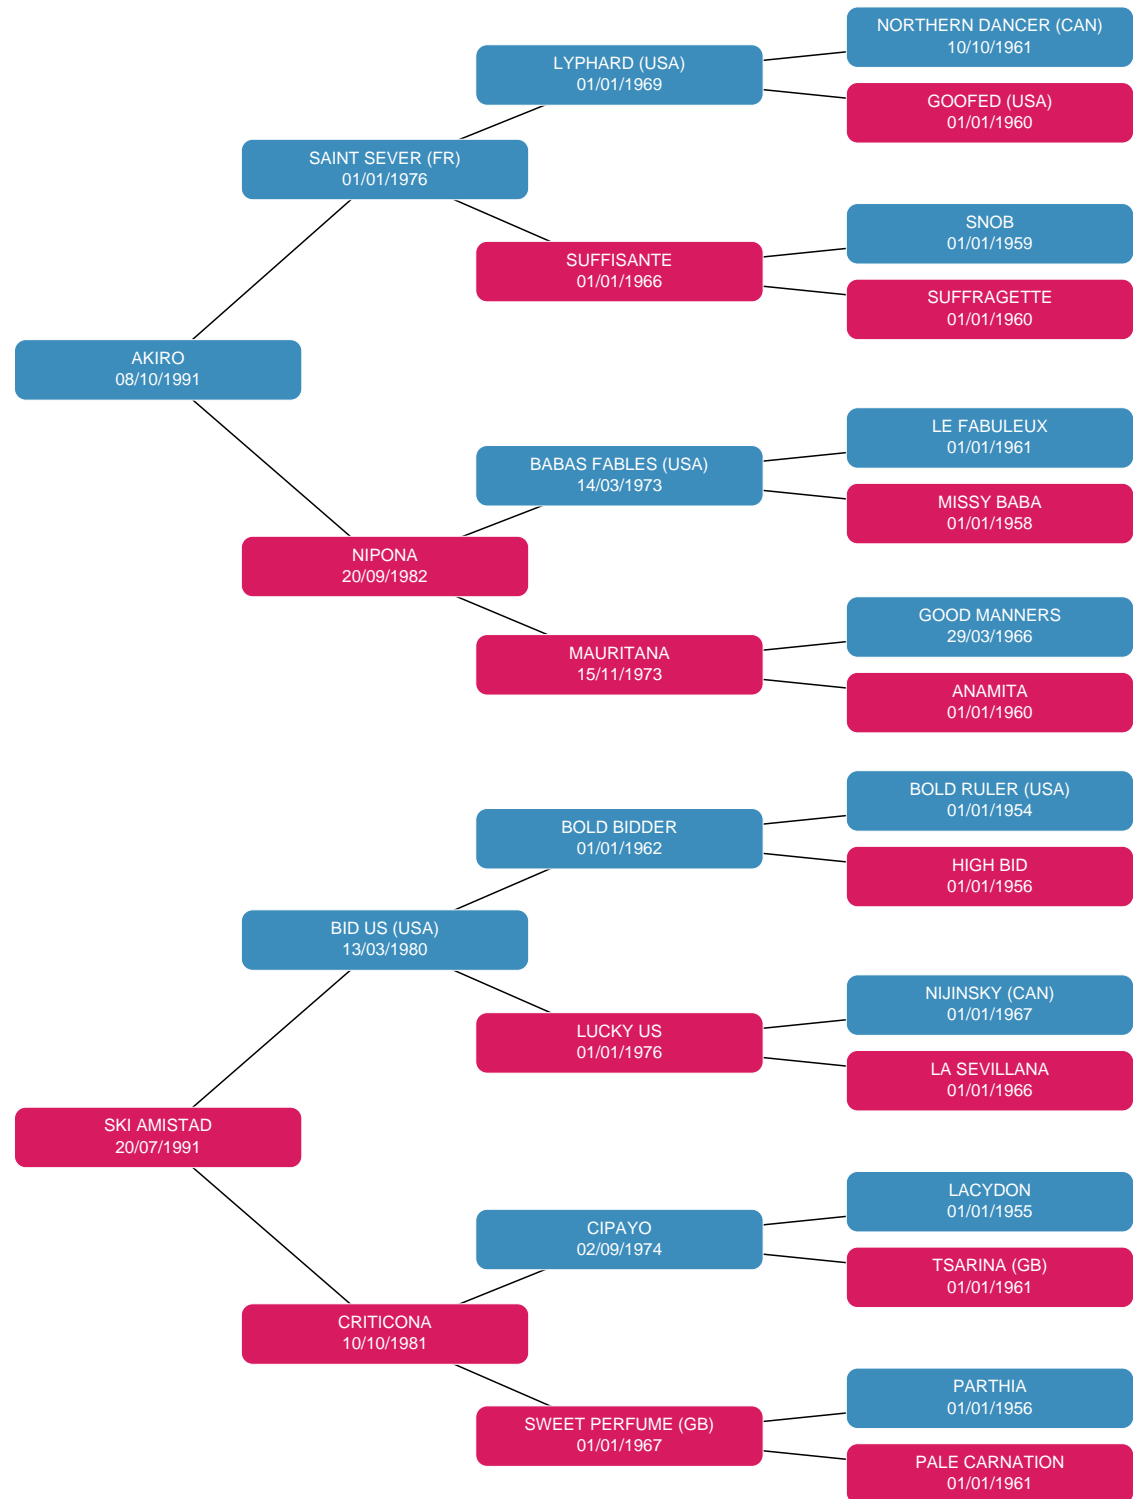 NORTHERN DANCER (CAN)
10/10/1961
LYPHARD (USA)
01/01/1969
GOOFED (USA)
01/01/1960
SAINT SEVER (FR)
01/01/1976
SNOB
01/01/1959
SUFFISANTE
01/01/1966
SUFFRAGETTE
01/01/1960
AKIRO
08/10/1991
LE FABULEUX
01/01/1961
BABAS FABLES (USA)
14/03/1973
MISSY BABA
01/01/1958
NIPONA
20/09/1982
GOOD MANNERS
29/03/1966
MAURITANA
15/11/1973
ANAMITA
01/01/1960
BOLD RULER (USA)
01/01/1954
BOLD BIDDER
01/01/1962
HIGH BID
01/01/1956
BID US (USA)
13/03/1980
NIJINSKY (CAN)
01/01/1967
LUCKY US
01/01/1976
LA SEVILLANA
01/01/1966
SKI AMISTAD
20/07/1991
LACYDON
01/01/1955
CIPAYO
02/09/1974
TSARINA (GB)
01/01/1961
CRITICONA
10/10/1981
PARTHIA
01/01/1956
SWEET PERFUME (GB)
01/01/1967
PALE CARNATION
01/01/1961